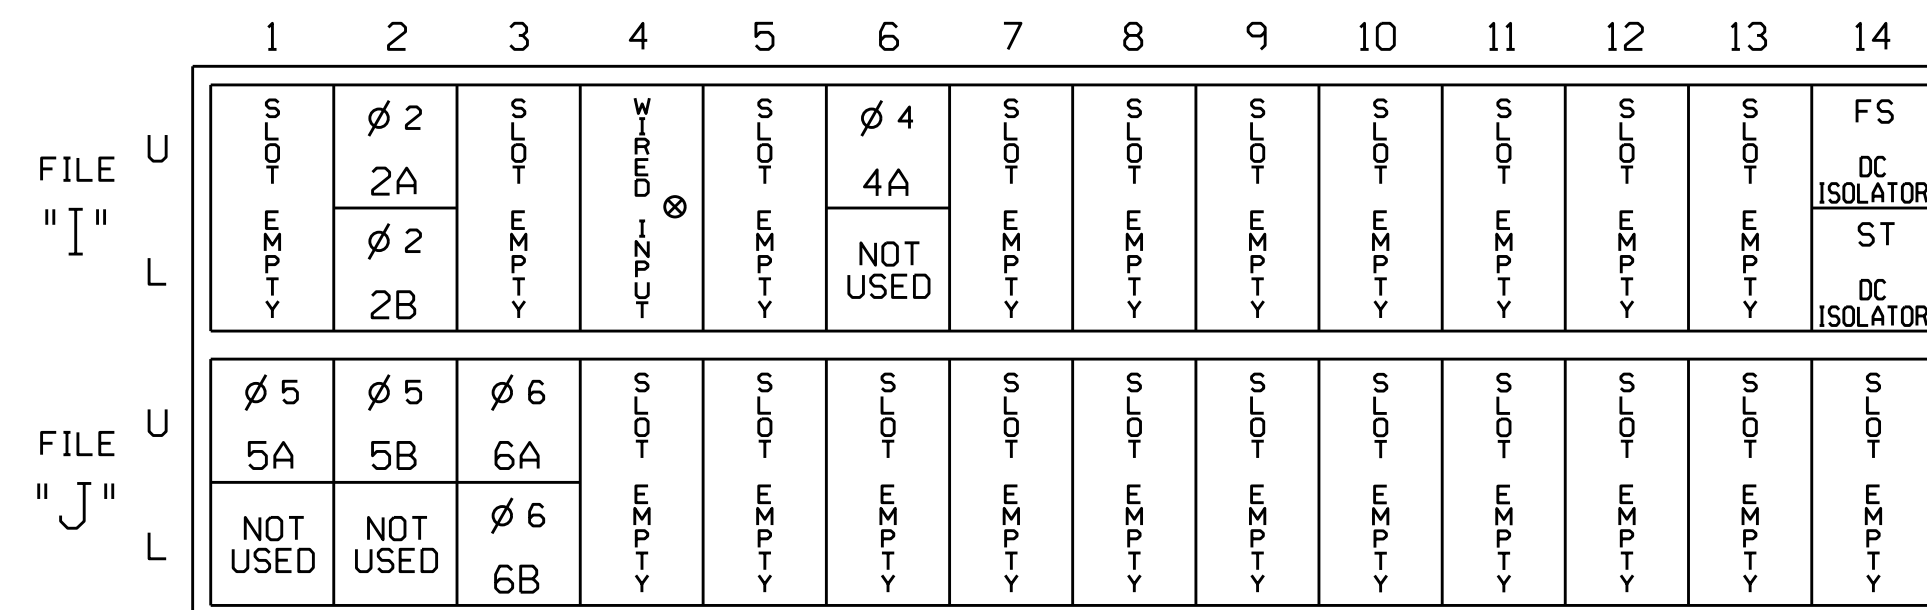 1 2 3 4 5 6 7 8 9 10 11 12 13 14
FILE "I"
U
L
SLOT EMPTY
Ø 2
2A
Ø 2
2B
SLOT EMPTY
WIRED INPUT ⊗
SLOT EMPTY
Ø 4
4A
NOT
USED
SLOT EMPTY
SLOT EMPTY
SLOT EMPTY
SLOT EMPTY
SLOT EMPTY
SLOT EMPTY
SLOT EMPTY
FS
DC
ISOLATOR
ST
DC
ISOLATOR
FILE "J"
U
L
Ø 5
5A
NOT
USED
Ø 5
5B
NOT
USED
Ø 6
6A
Ø 6
6B
SLOT EMPTY
SLOT EMPTY
SLOT EMPTY
SLOT EMPTY
SLOT EMPTY
SLOT EMPTY
SLOT EMPTY
SLOT EMPTY
SLOT EMPTY
SLOT EMPTY
SLOT EMPTY